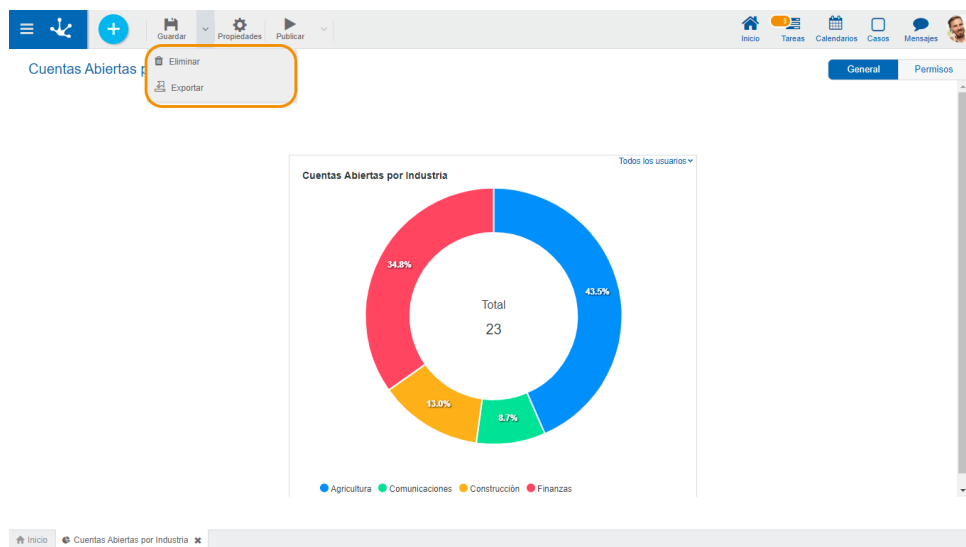 Guardar
Propiedades
Publicar
Inicio
1
Tareas
Calendarios
Casos
Mensajes
Cuentas Abiertas
Eliminar
Exportar
General
Permisos
Todos los usuarios
Cuentas Abiertas por Industria
34.8%
43.5%
Total
23
13.0%
8.7%
Agricultura Comunicaciones Construcción Finanzas
Inicio
Cuentas Abiertas por Industria